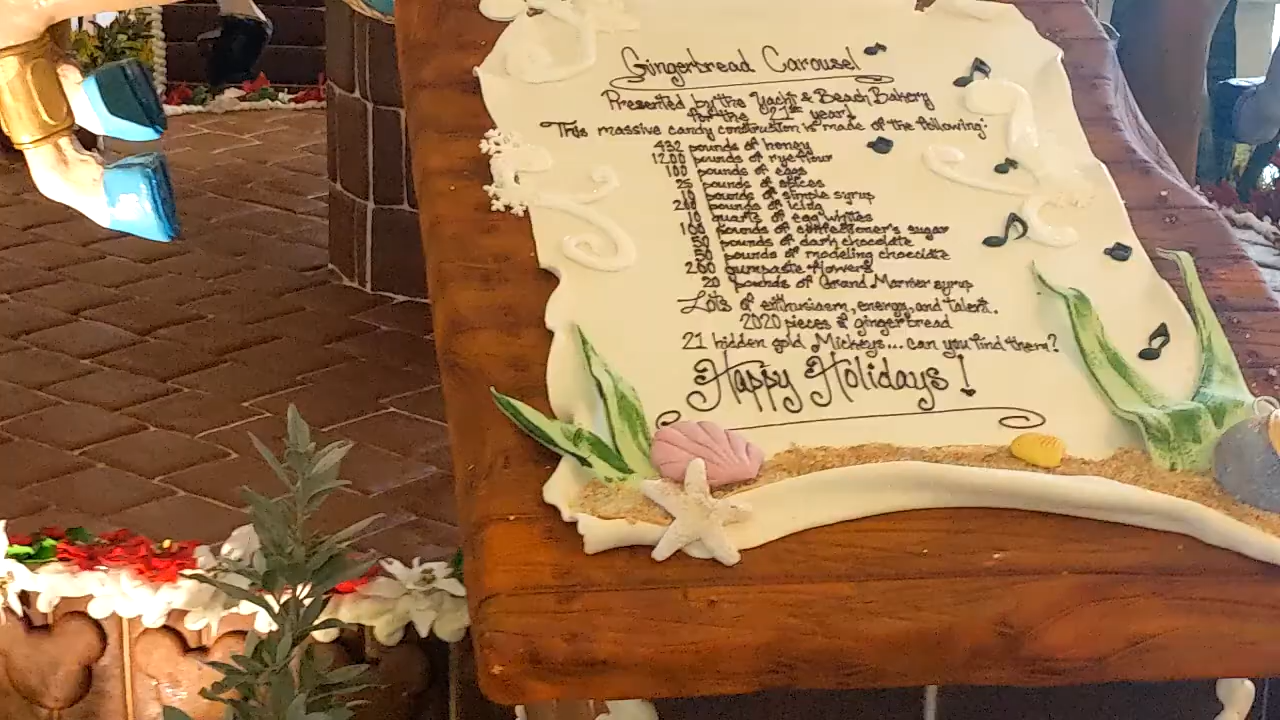 Gingerbread Carousel
Presented by the Yacht & Beach Bakery
for the 21st year!
This massive candy construction is made of the following:
432 pounds of honey
1200 pounds of rye flour
100 pounds of eggs
25 pounds of spices
pounds of simple syrup
pounds of icing
10 quarts of egg whites
100 pounds of confectioner's sugar
50 pounds of dark chocolate
50 pounds of modeling chocolate
200 gumpaste flowers
20 pounds of Grand Marnier syrup
Lots of enthusiasm, energy, and talent.
2020 pieces of gingerbread
21 hidden gold Mickeys... can you find them?
Happy Holidays!